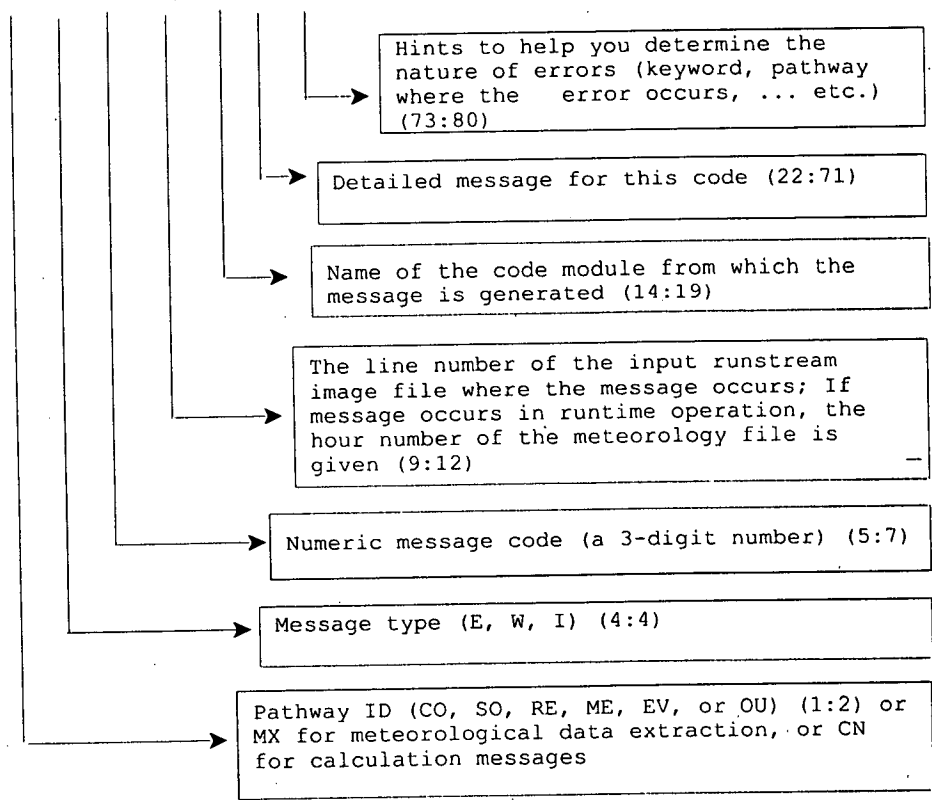 Hints to help you determine the
nature of errors (keyword, pathway
where the error occurs, ... etc.)
(73:80)
Detailed message for this code (22:71)
Name of the code module from which the
message is generated (14:19)
The line number of the input runstream
image file where the message occurs; If
message occurs in runtime operation, the
hour number of the meteorology file is
given (9:12)
Numeric message code (a 3-digit number) (5:7)
Message type (E, W, I) (4:4)
Pathway ID (CO, SO, RE, ME, EV, or OU) (1:2) or
MX for meteorological data extraction, or CN
for calculation messages